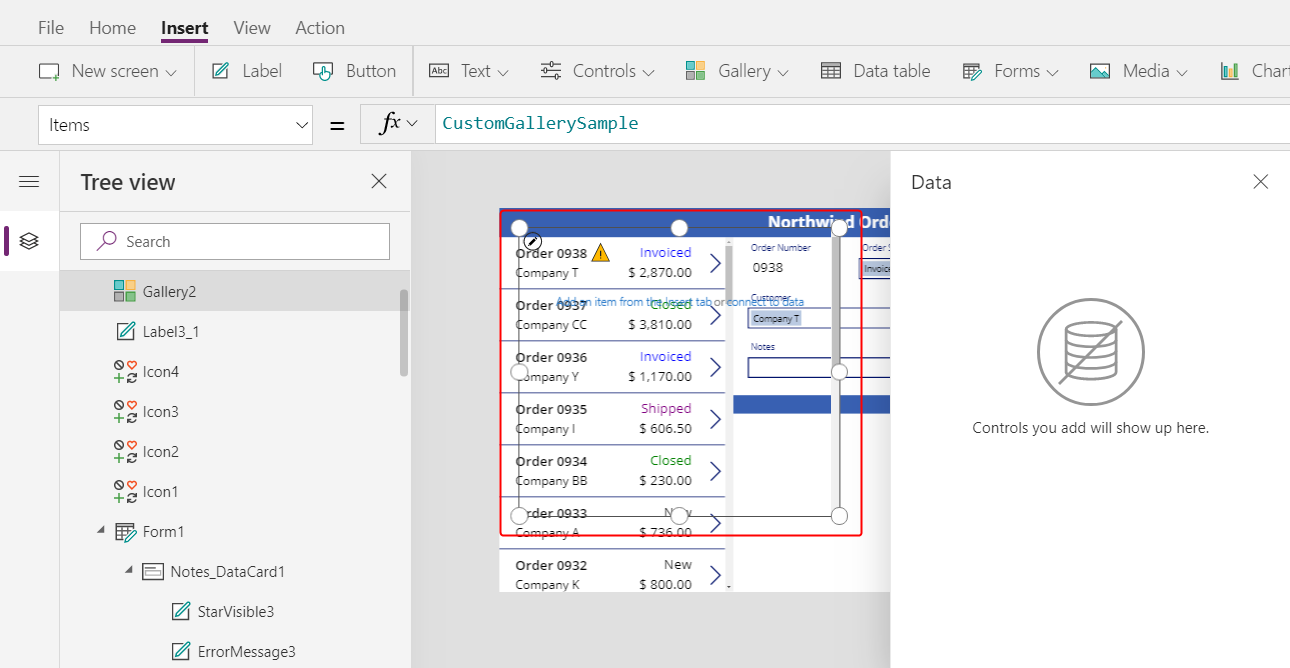 File Home Insert View Action
New screen Label Button Abc Text Controls Gallery Data table Forms Media Chart
Items = fx CustomGallerySample
Tree view
Search
Gallery2
Label3_1
Icon4
Icon3
Icon2
Icon1
Form1
Notes_DataCard1
StarVisible3
ErrorMessage3
Northwind Orde
Order 0938 Invoiced
Company T $ 2,870.00
Order 0937 Closed
Company CC $ 3,810.00
Order 0936 Invoiced
Company Y $ 1,170.00
Order 0935 Shipped
Company I $ 606.50
Order 0934 Closed
Company BB $ 230.00
Order 0933 New
Company A $ 736.00
Order 0932 New
Company K $ 800.00
Add an item from the Insert tab or connect to data
Order Number Order S
0938 Invoice
Customer
Company T
Notes
Data
Controls you add will show up here.